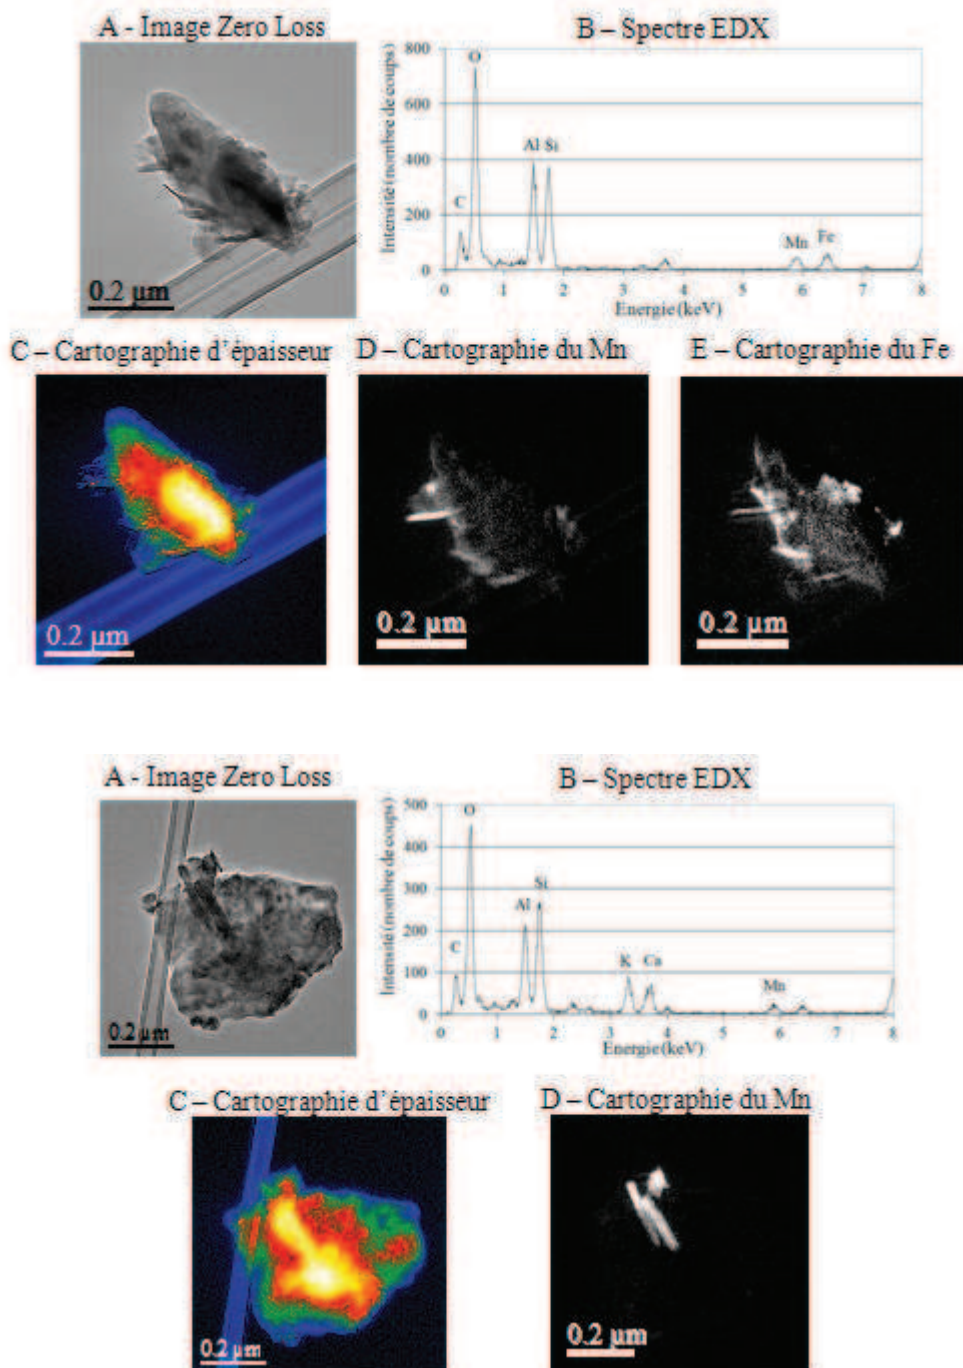 A - Image Zero Loss
B – Spectre EDX
0.2 µm
Intensité (nombre de coups)
800
600
400
200
0
O
Al
Si
C
Mn
Fe
0 1 2 3 4 5 6 7 8
Energie (keV)
C – Cartographie d'épaisseur
D – Cartographie du Mn
E – Cartographie du Fe
0.2 µm
0.2 µm
0.2 µm
A - Image Zero Loss
B – Spectre EDX
0.2 µm
Intensité (nombre de coups)
500
400
300
200
100
0
O
Si
Al
C
K
Ca
Mn
0 1 2 3 4 5 6 7 8
Energie (keV)
C – Cartographie d'épaisseur
D – Cartographie du Mn
0.2 µm
0.2 µm